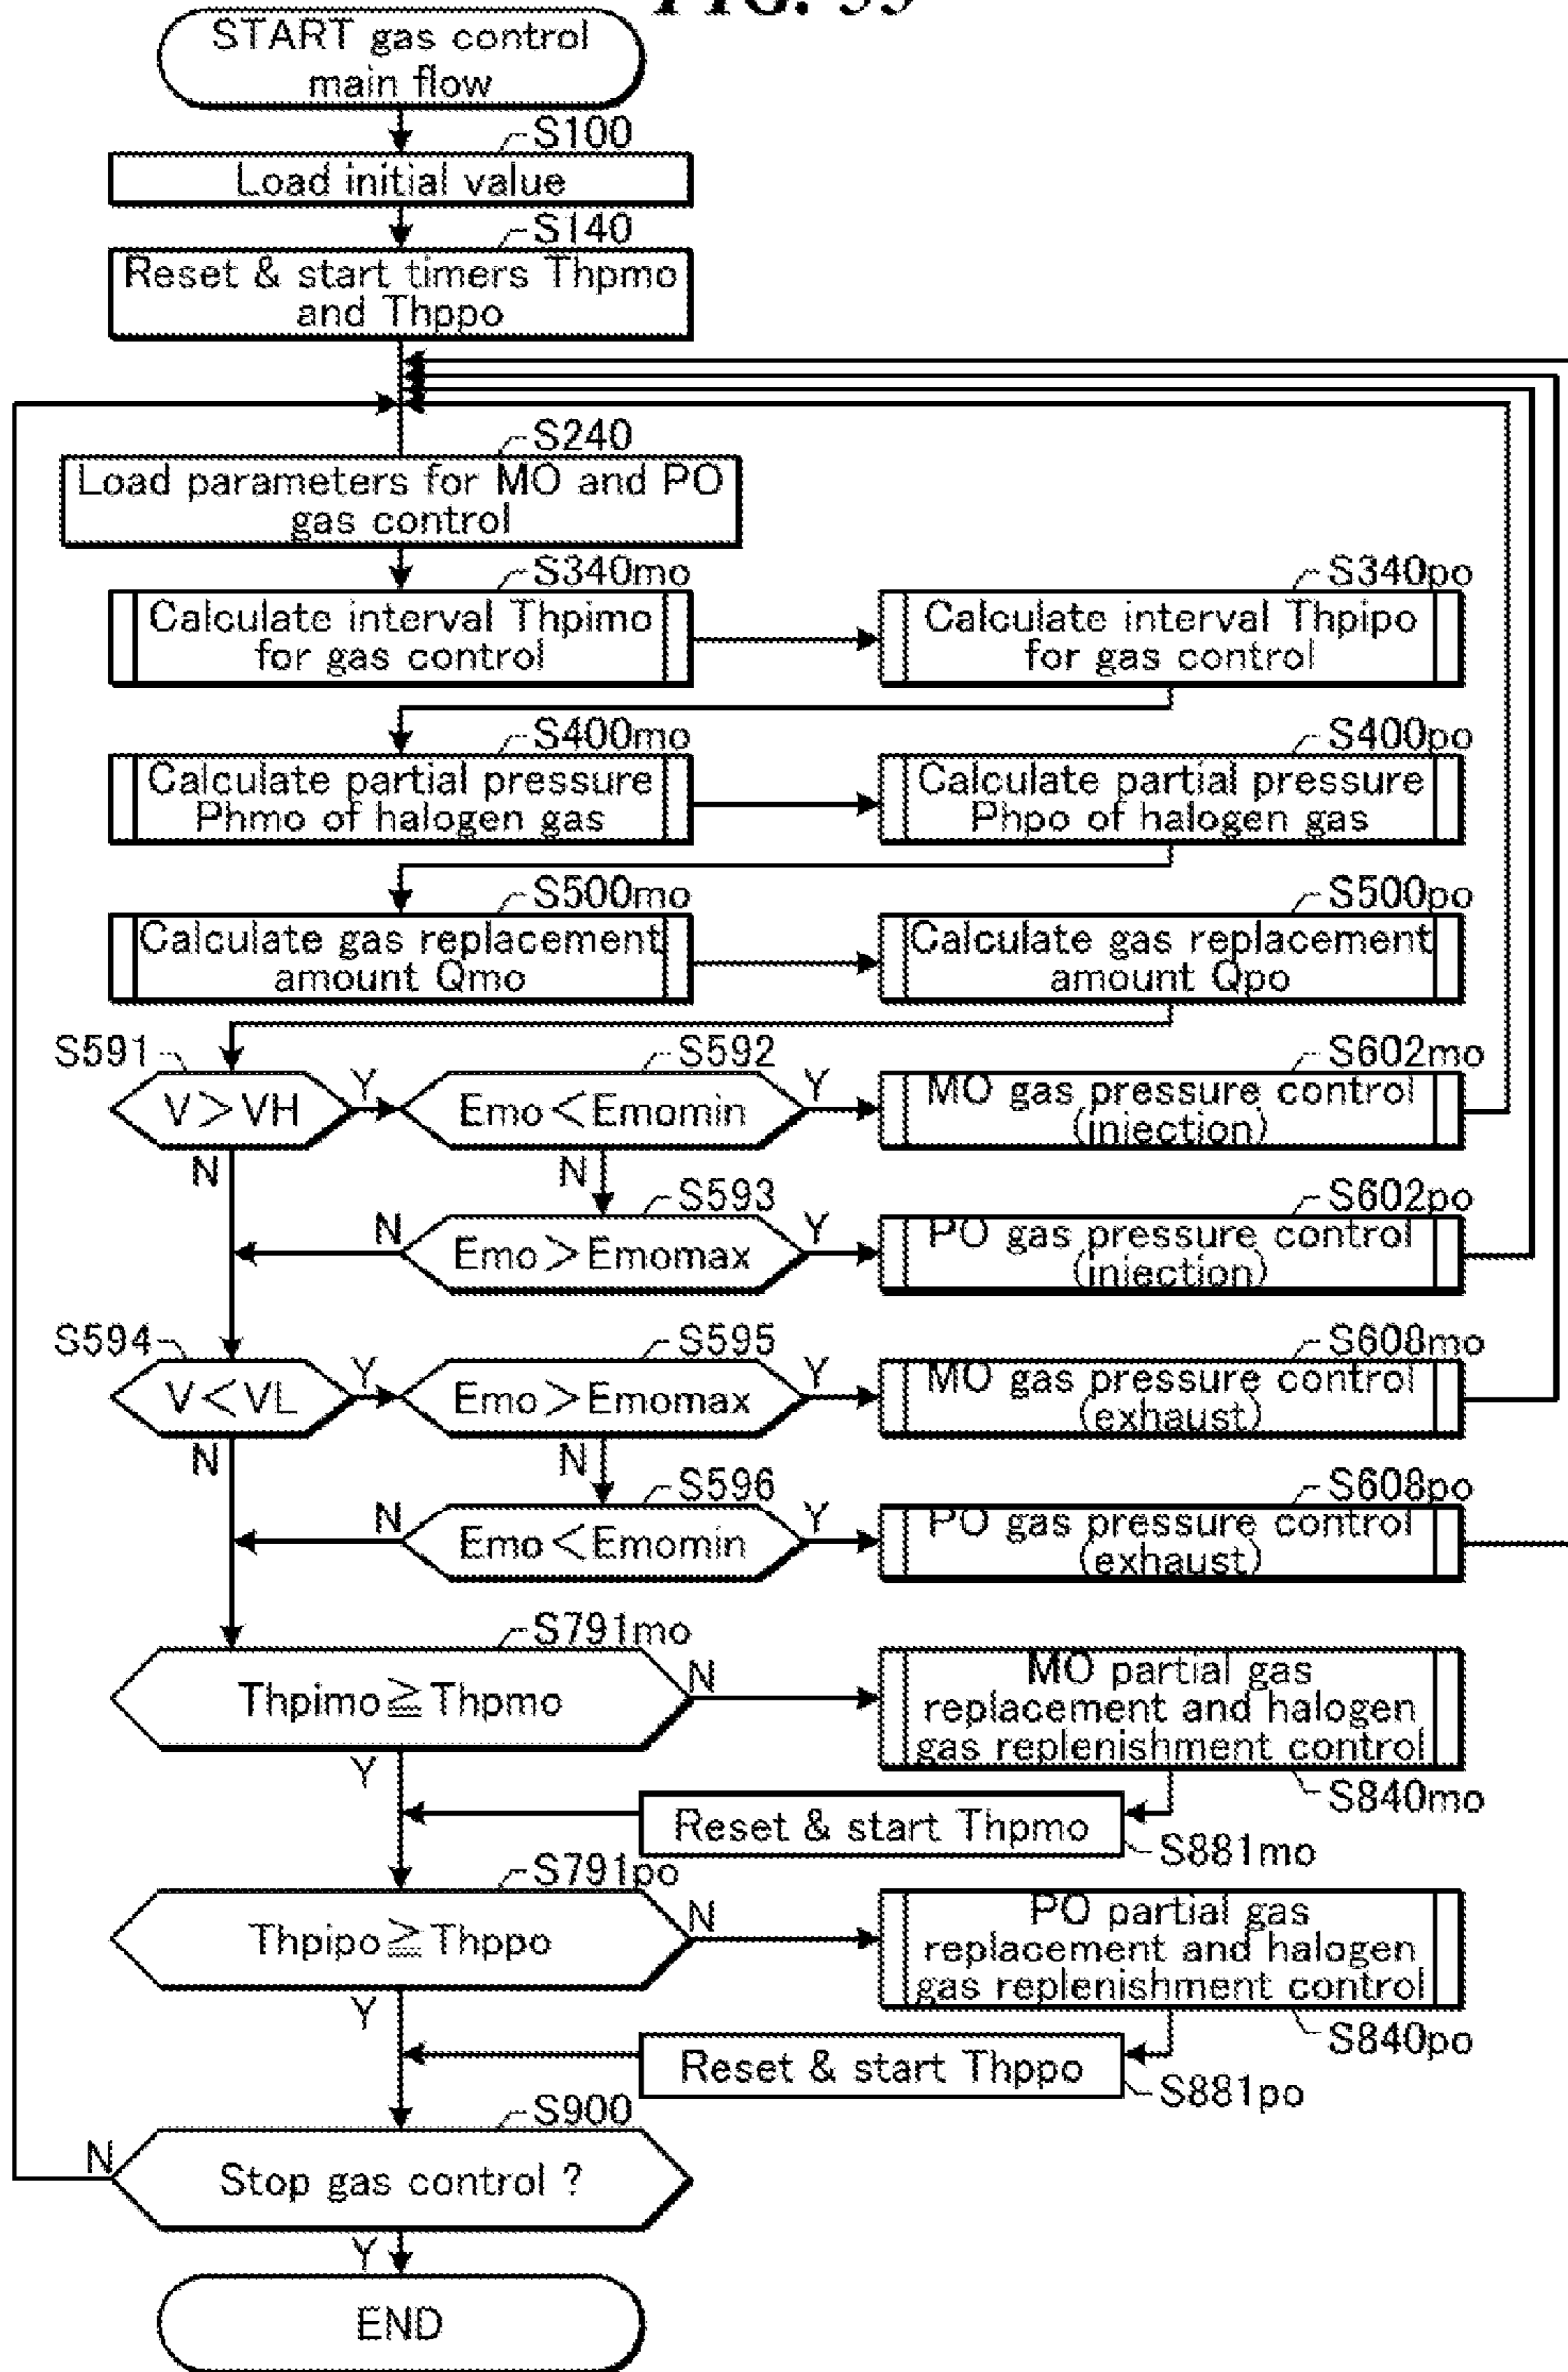 START gas control
main flow
S100
Load initial value
S140
Reset & start timers Thpmo
and Thppo
S240
Load parameters for MO and PO
gas control
S340mo
Calculate interval Thpimo
for gas control
S340po
Calculate interval Thpipo
for gas control
S400mo
Calculate partial pressure
Phmo of halogen gas
S400po
Calculate partial pressure
Phpo of halogen gas
S500mo
Calculate gas replacement
amount Qmo
S500po
Calculate gas replacement
amount Qpo
S591
V>VH
Y
N
S592
Emo<Emomin
Y
N
S602mo
MO gas pressure control
(injection)
S593
N
Emo>Emomax
Y
S602po
PO gas pressure control
(injection)
S594
V<VL
Y
N
S595
Emo>Emomax
Y
N
S608mo
MO gas pressure control
(exhaust)
S596
N
Emo<Emomin
Y
S608po
PO gas pressure control
(exhaust)
S791mo
Thpimo≧Thpmo
N
Y
MO partial gas
replacement and halogen
gas replenishment control
S840mo
Reset & start Thpmo
S881mo
S791po
Thpipo≧Thppo
N
Y
PO partial gas
replacement and halogen
gas replenishment control
S840po
Reset & start Thppo
S881po
S900
N
Stop gas control ?
Y
END